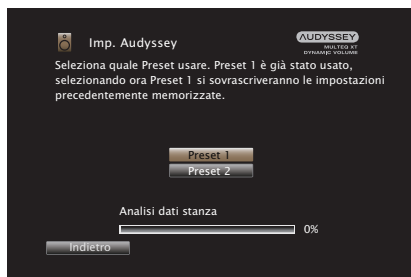 Imp. Audyssey
AUDYSSEY
MULTEQ XT
DYNAMIC VOLUME
Seleziona quale Preset usare. Preset 1 è già stato usato,
selezionando ora Preset 1 si sovrascriveranno le impostazioni
precedentemente memorizzate.
Preset 1
Preset 2
Analisi dati stanza
0%
Indietro